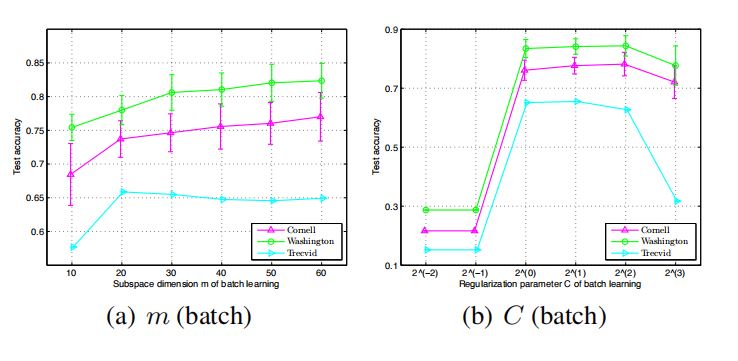 0.85
0.8
0.75
0.7
0.65
0.6
Test accuracy
10 20 30 40 50 60
Subspace dimension m of batch learning
Cornell
Washington
Trecvid
(a) m (batch)
0.9
0.7
0.5
0.3
0.1
Test accuracy
2^(−2) 2^(−1) 2^(0) 2^(1) 2^(2) 2^(3)
Regularization parameter C of batch learning
Cornell
Washington
Trecvid
(b) C (batch)